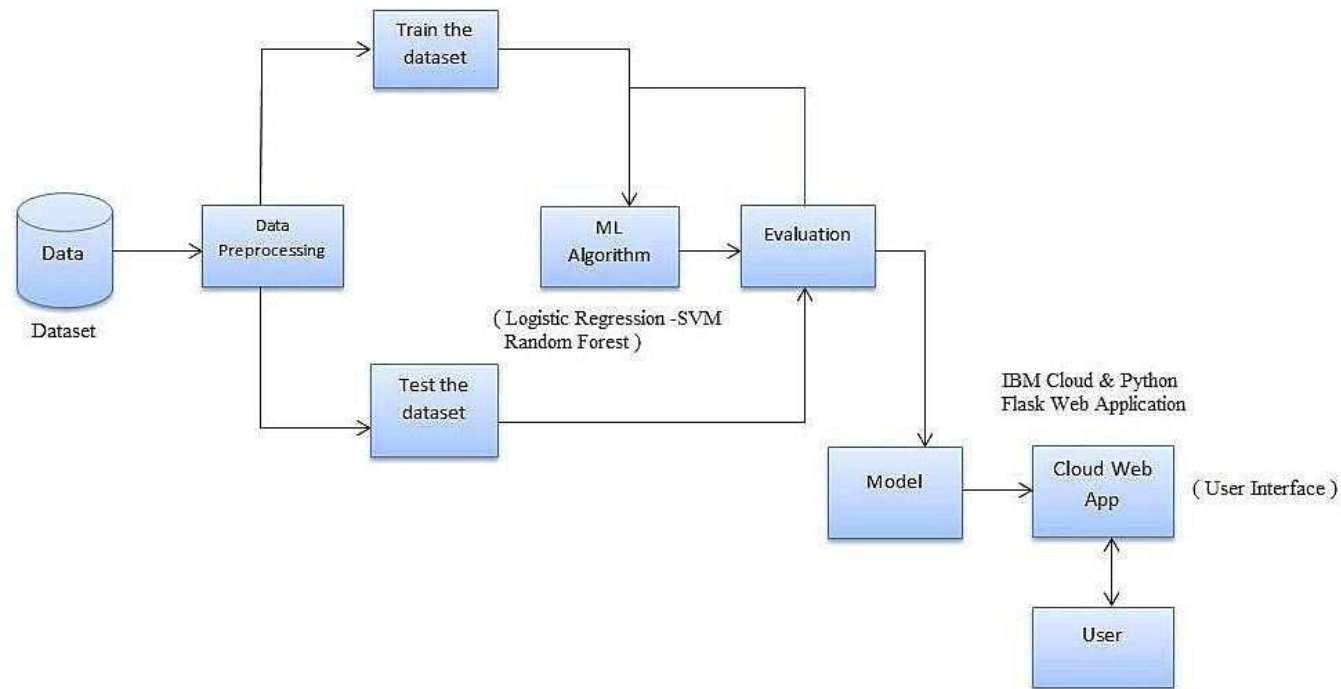 Train the
dataset
Data
Dataset
Data
Preprocessing
ML
Algorithm
( Logistic Regression -SVM
Random Forest )
Evaluation
Test the
dataset
Model
IBM Cloud & Python
Flask Web Application
Cloud Web
App
( User Interface )
User